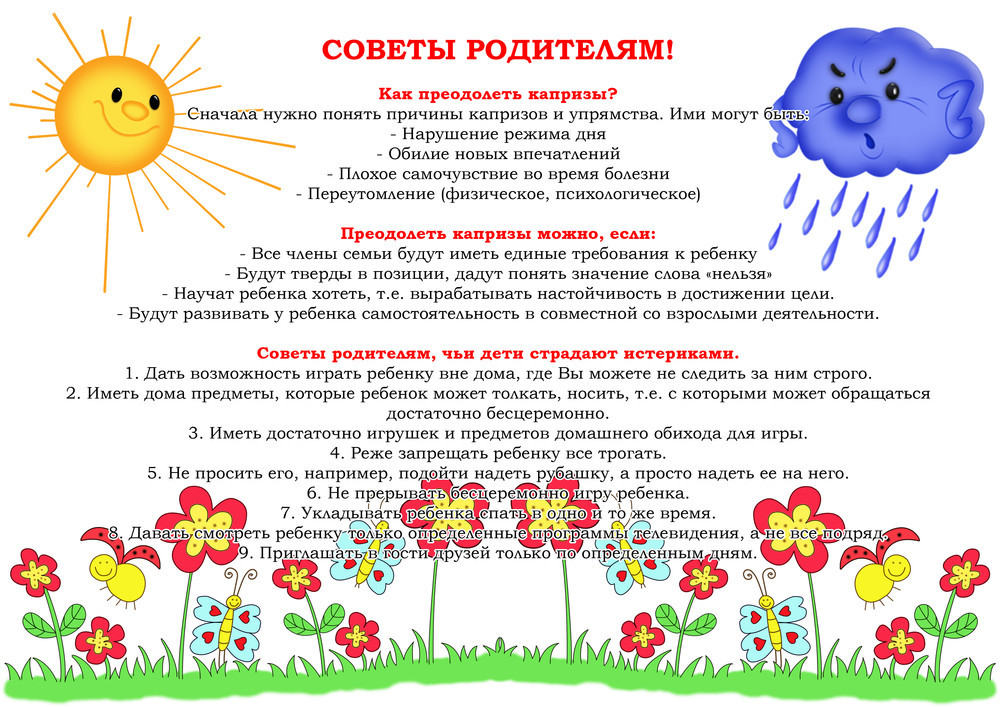 СОВЕТЫ РОДИТЕЛЯМ!
Как преодолеть капризы?
Сначала нужно понять причины капризов и упрямства. Ими могут быть:
- Нарушение режима дня
- Обилие новых впечатлений
- Плохое самочувствие во время болезни
- Переутомление (физическое, психологическое)
Преодолеть капризы можно, если:
- Все члены семьи будут иметь единые требования к ребенку
- Будут тверды в позиции, дадут понять значение слова «нельзя»
- Научат ребенка хотеть, т.е. вырабатывать настойчивость в достижении цели.
- Будут развивать у ребенка самостоятельность в совместной со взрослыми деятельности.
Советы родителям, чьи дети страдают истериками.
1. Дать возможность играть ребенку вне дома, где Вы можете не следить за ним строго.
2. Иметь дома предметы, которые ребенок может толкать, носить, т.е. с которыми может обращаться
достаточно бесцеремонно.
3. Иметь достаточно игрушек и предметов домашнего обихода для игры.
4. Реже запрещать ребенку все трогать.
5. Не просить его, например, подойти надеть рубашку, а просто надеть ее на него.
6. Не прерывать бесцеремонно игру ребенка.
7. Укладывать ребенка спать в одно и то же время.
8. Давать смотреть ребенку только определенные программы телевидения, а не все подряд.
9. Приглашать в гости друзей только по определенным дням.